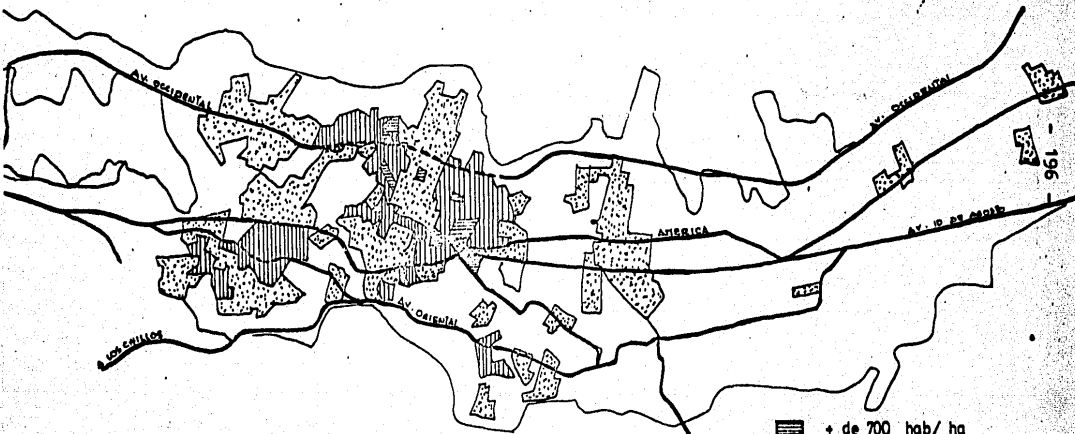 AV. OCCIDENTAL
AV. OCCIDENTAL
- 196 -
AMERICA
AV. 10 DE AGOSTO
AV. ORIENTAL
A LOS CHILLOS
+ de 700 hab/ ha